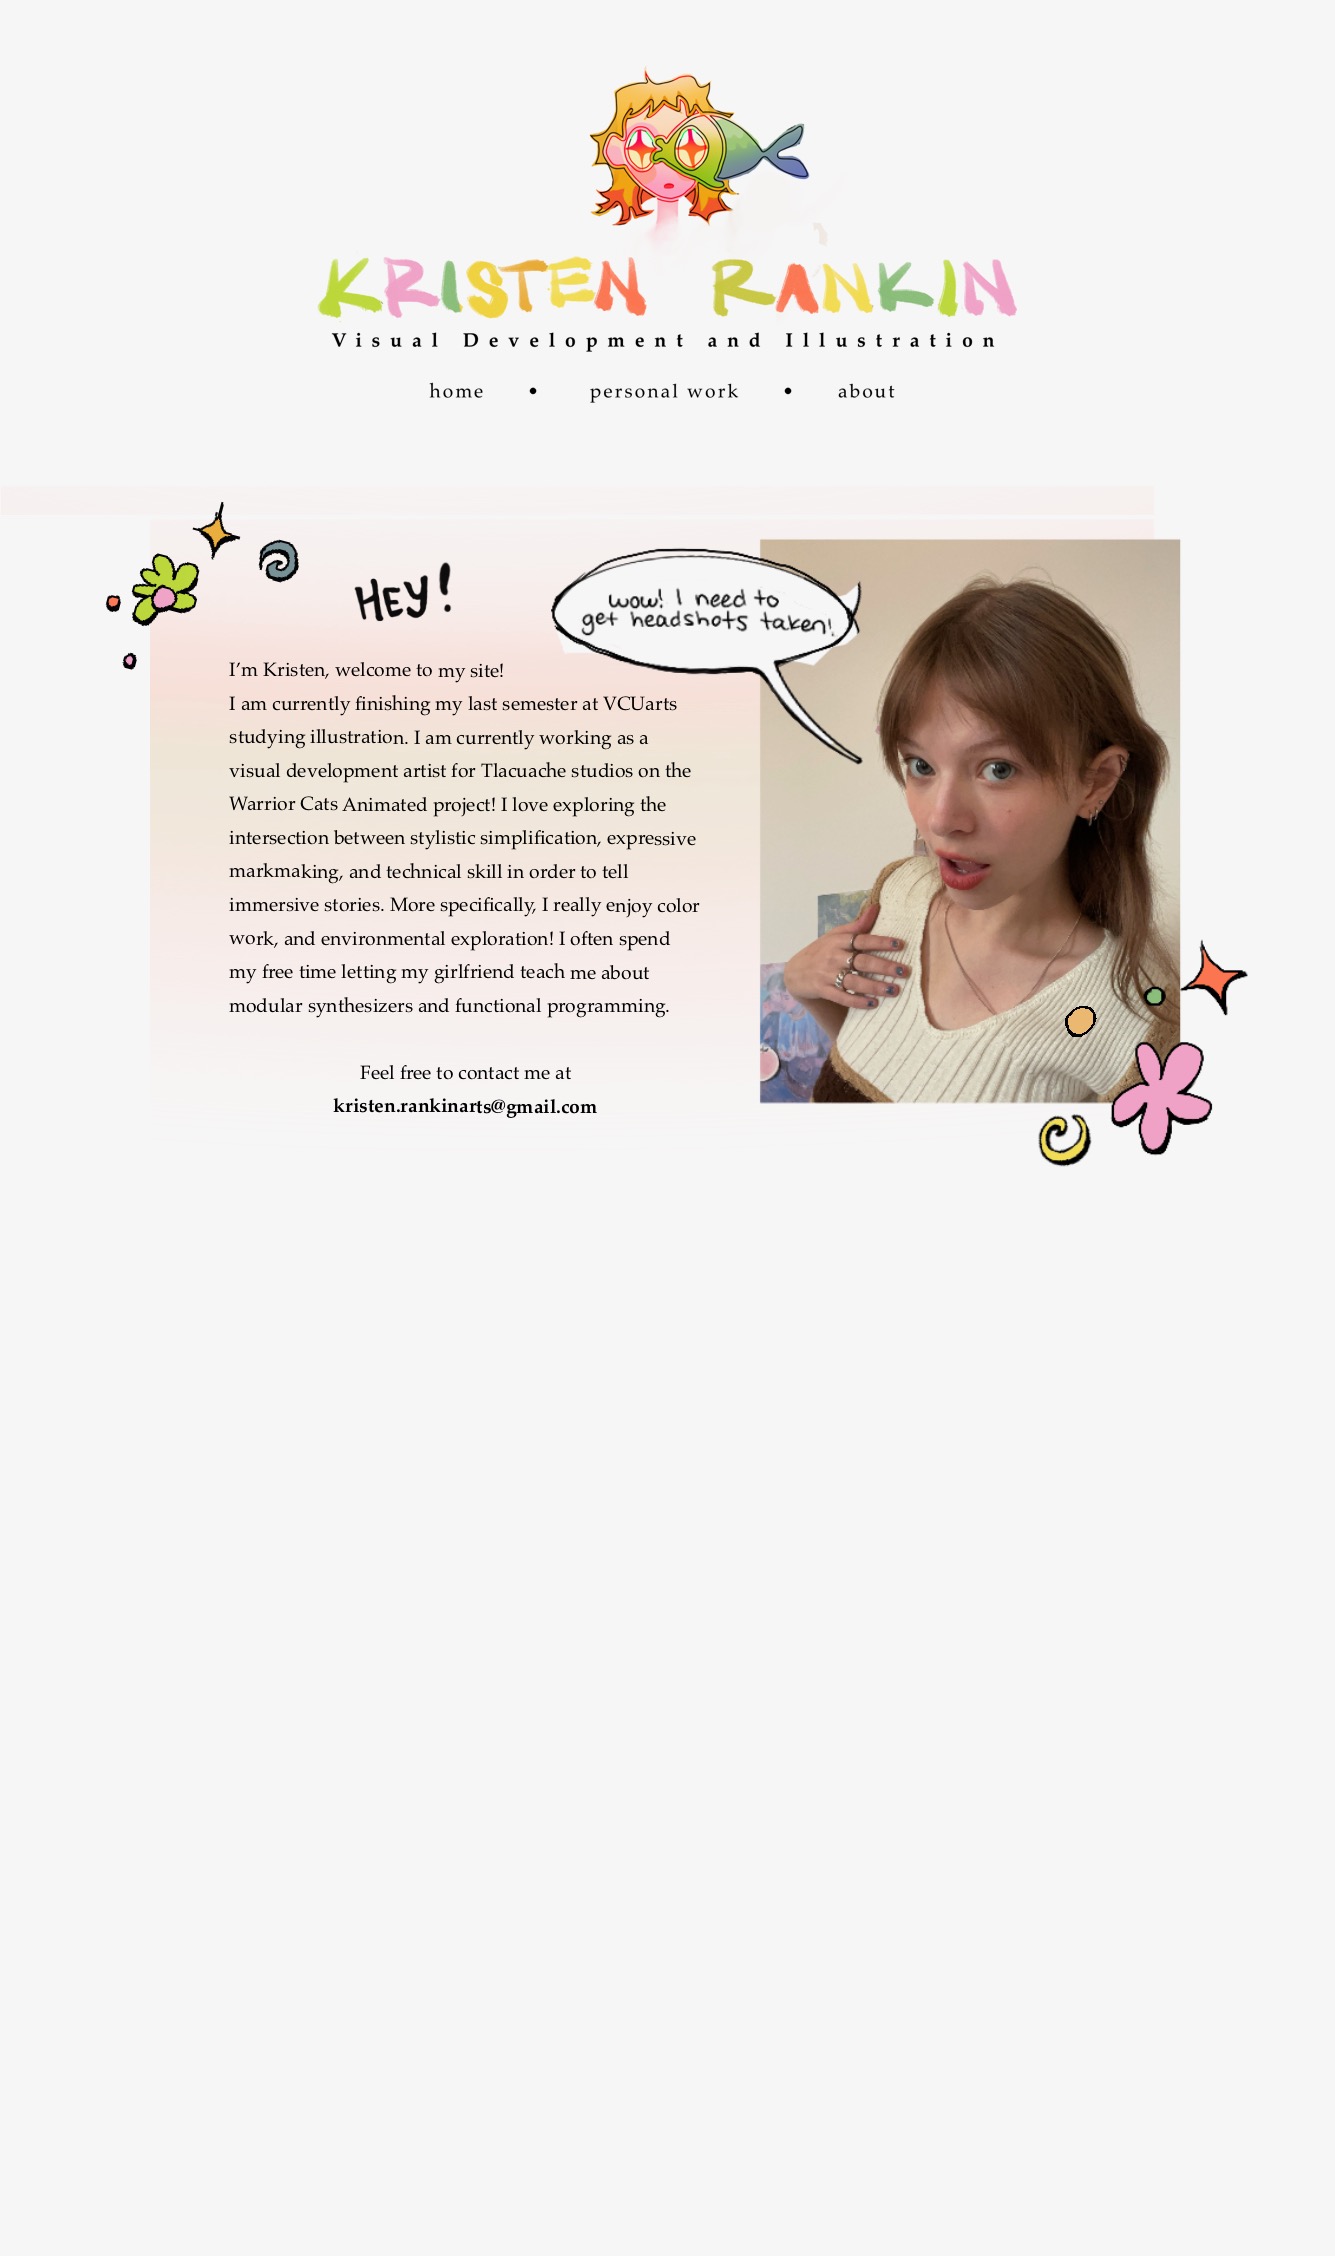 KRISTEN RANKIN
Visual Development and Illustration
home • personal work • about
HEY!
wow! I need to
get headshots taken!
I’m Kristen, welcome to my site!
I am currently finishing my last semester at VCUarts
studying illustration. I am currently working as a
visual development artist for Tlacuache studios on the
Warrior Cats Animated project! I love exploring the
intersection between stylistic simplification, expressive
markmaking, and technical skill in order to tell
immersive stories. More specifically, I really enjoy color
work, and environmental exploration! I often spend
my free time letting my girlfriend teach me about
modular synthesizers and functional programming.
Feel free to contact me at
kristen.rankinarts@gmail.com